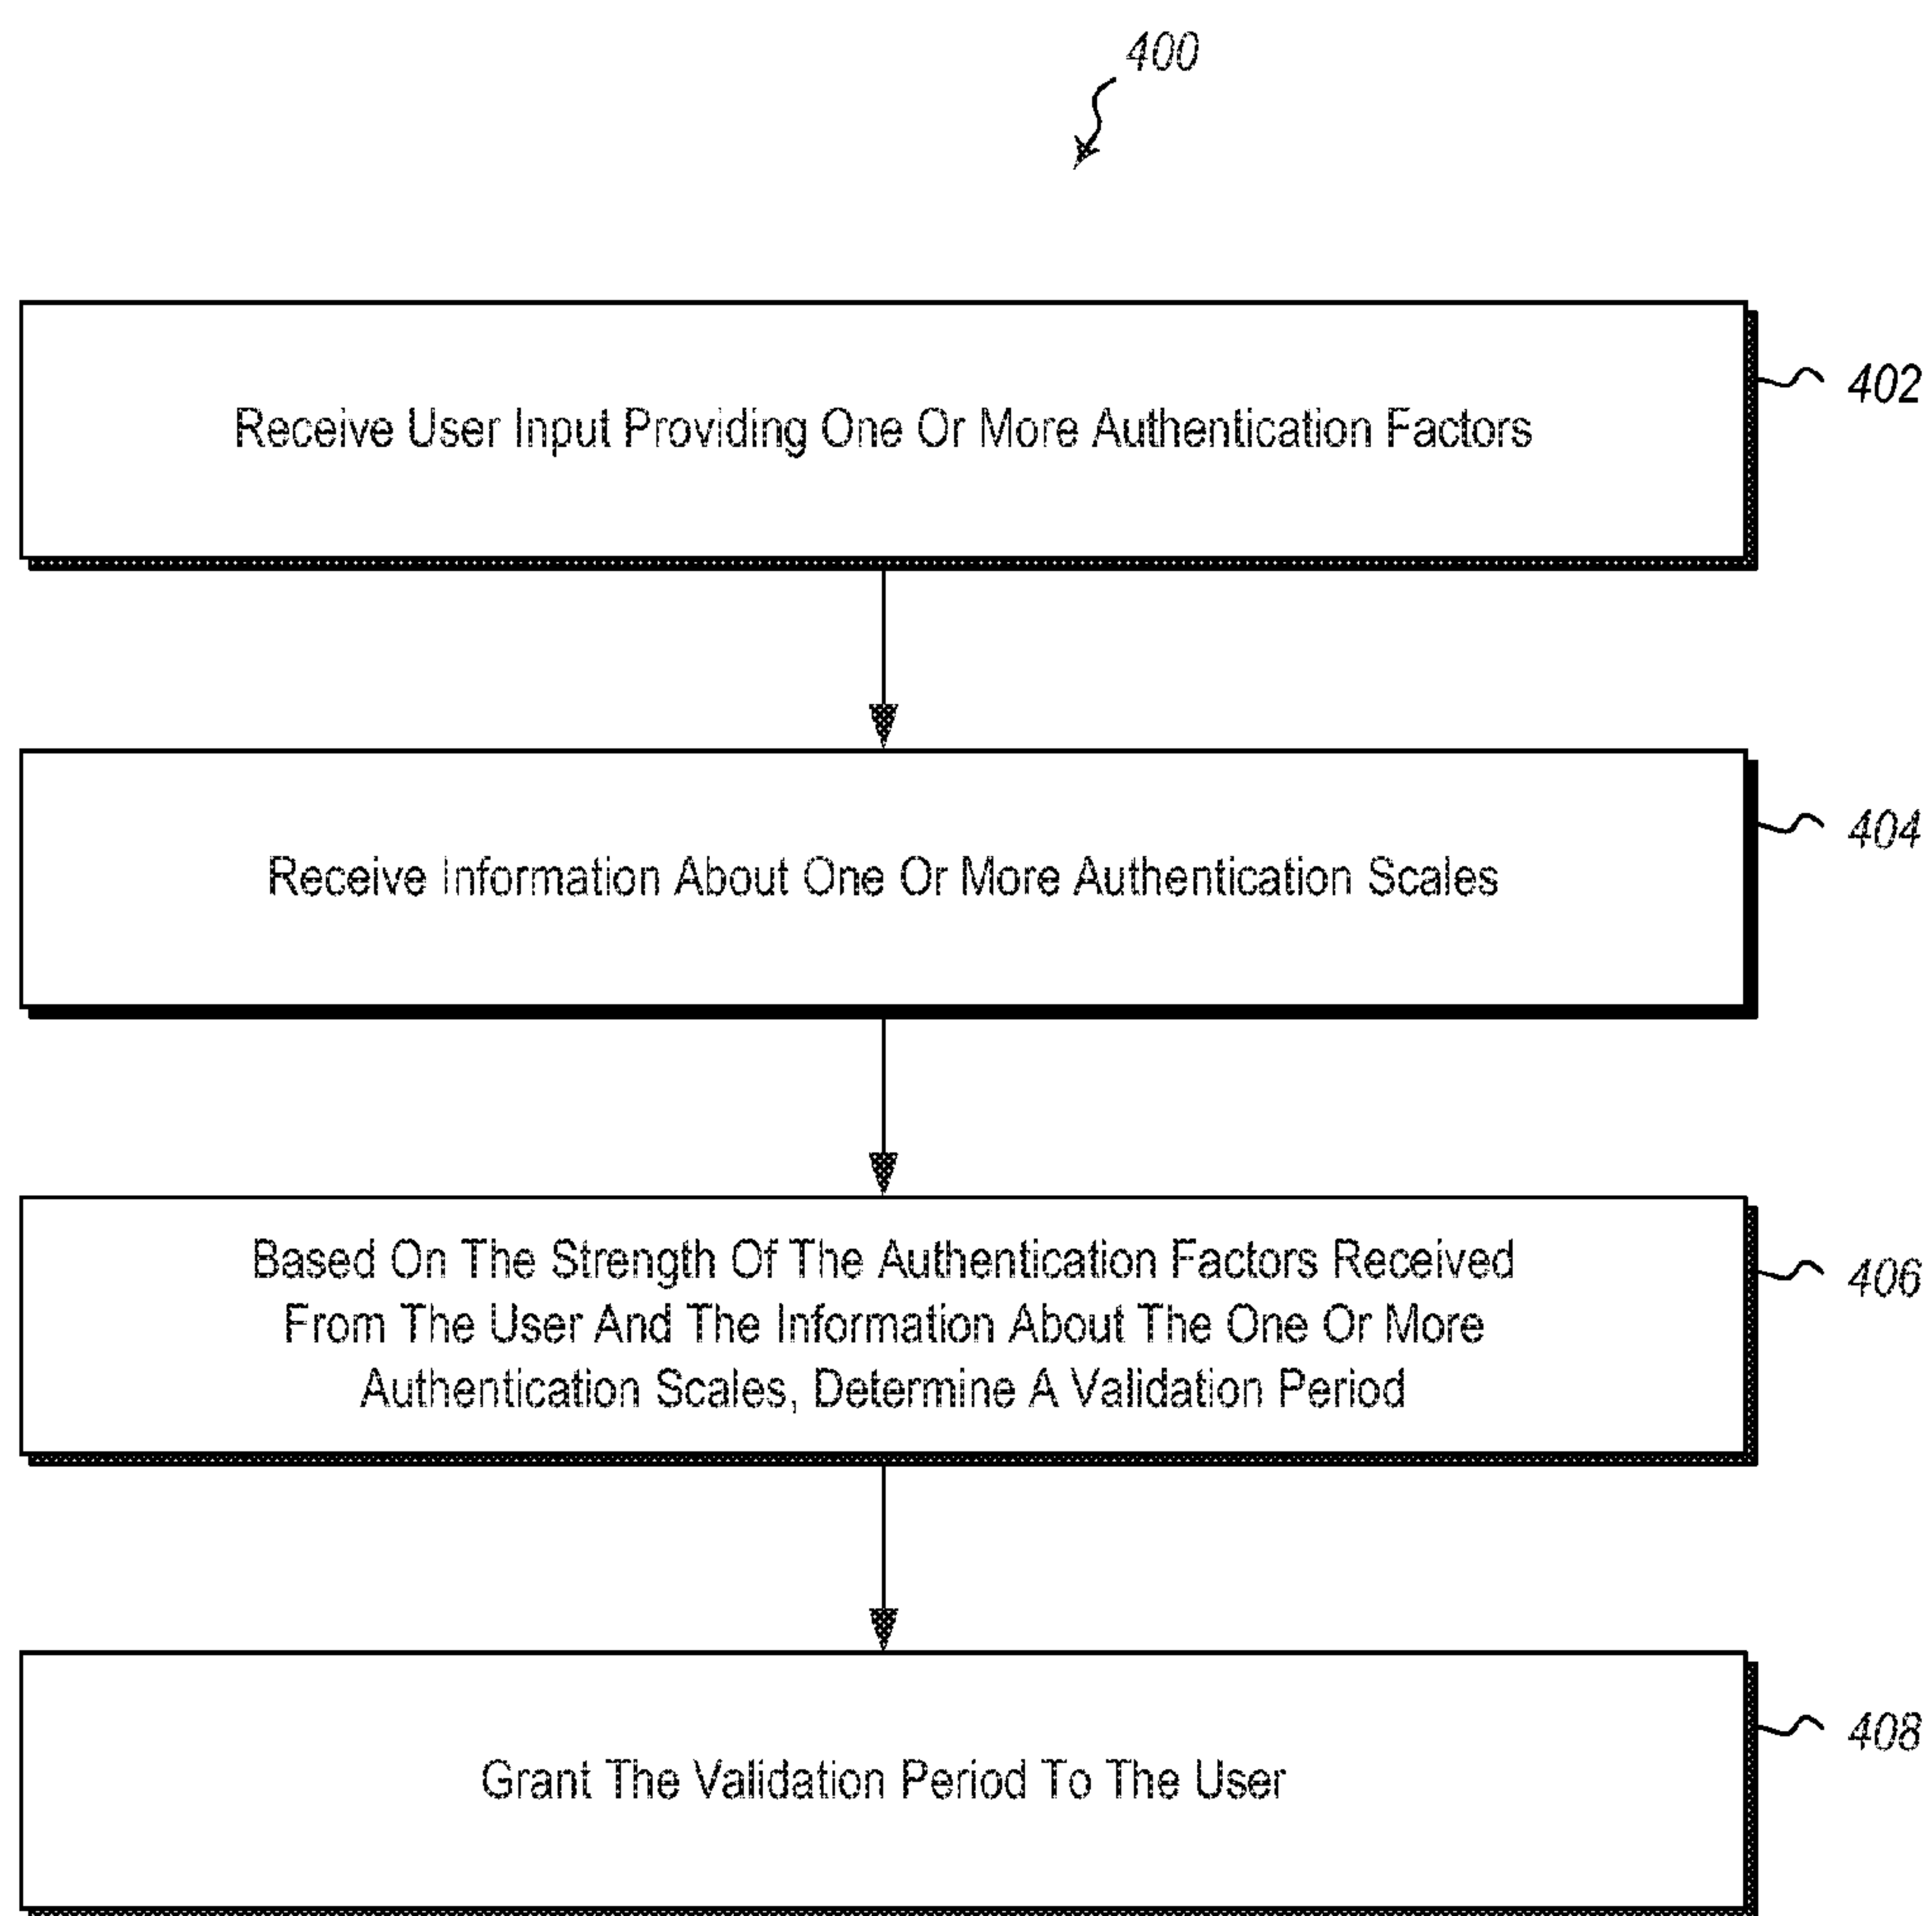 400
Receive User Input Providing One Or More Authentication Factors
402
Receive Information About One Or More Authentication Scales
404
Based On The Strength Of The Authentication Factors Received
From The User And The Information About The One Or More
Authentication Scales, Determine A Validation Period
406
Grant The Validation Period To The User
408